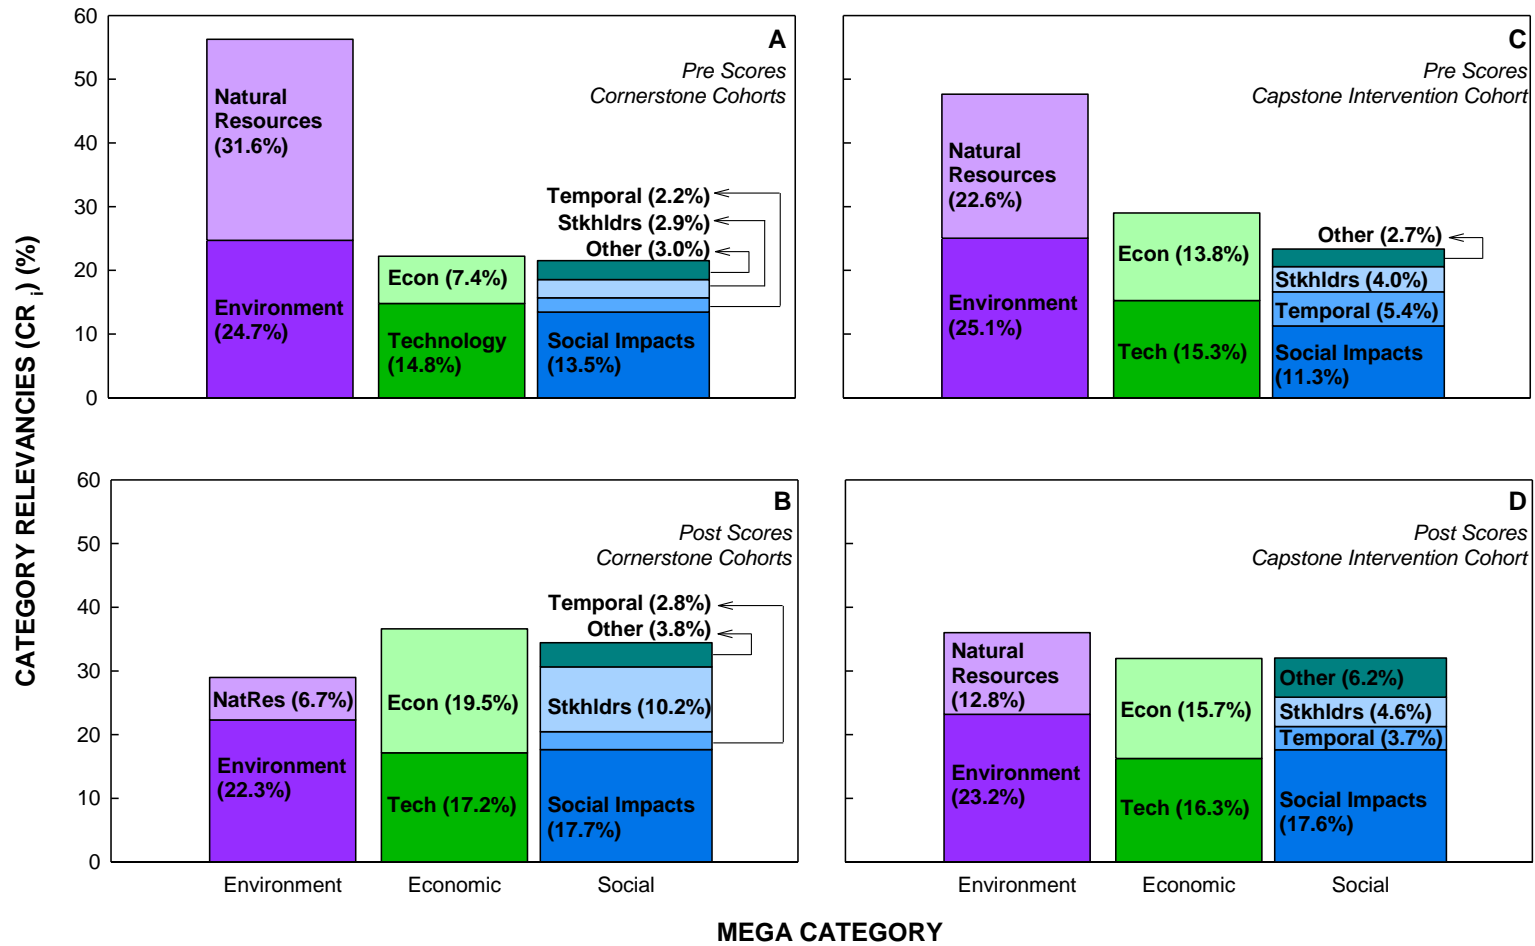 CATEGORY RELEVANCIES (CR i) (%)
60
50
40
30
20
10
0
A
Pre Scores
Cornerstone Cohorts
Natural
Resources
(31.6%)
Environment
(24.7%)
Econ (7.4%)
Technology
(14.8%)
Temporal (2.2%)
Stkhldrs (2.9%)
Other (3.0%)
Social Impacts
(13.5%)
C
Pre Scores
Capstone Intervention Cohort
Natural
Resources
(22.6%)
Environment
(25.1%)
Econ (13.8%)
Tech (15.3%)
Other (2.7%)
Stkhldrs (4.0%)
Temporal (5.4%)
Social Impacts
(11.3%)
60
50
40
30
20
10
0
B
Post Scores
Cornerstone Cohorts
NatRes (6.7%)
Environment
(22.3%)
Econ (19.5%)
Tech (17.2%)
Temporal (2.8%)
Other (3.8%)
Stkhldrs (10.2%)
Social Impacts
(17.7%)
Environment
Economic
Social
D
Post Scores
Capstone Intervention Cohort
Natural
Resources
(12.8%)
Environment
(23.2%)
Econ (15.7%)
Tech (16.3%)
Other (6.2%)
Stkhldrs (4.6%)
Temporal (3.7%)
Social Impacts
(17.6%)
Environment
Economic
Social
MEGA CATEGORY